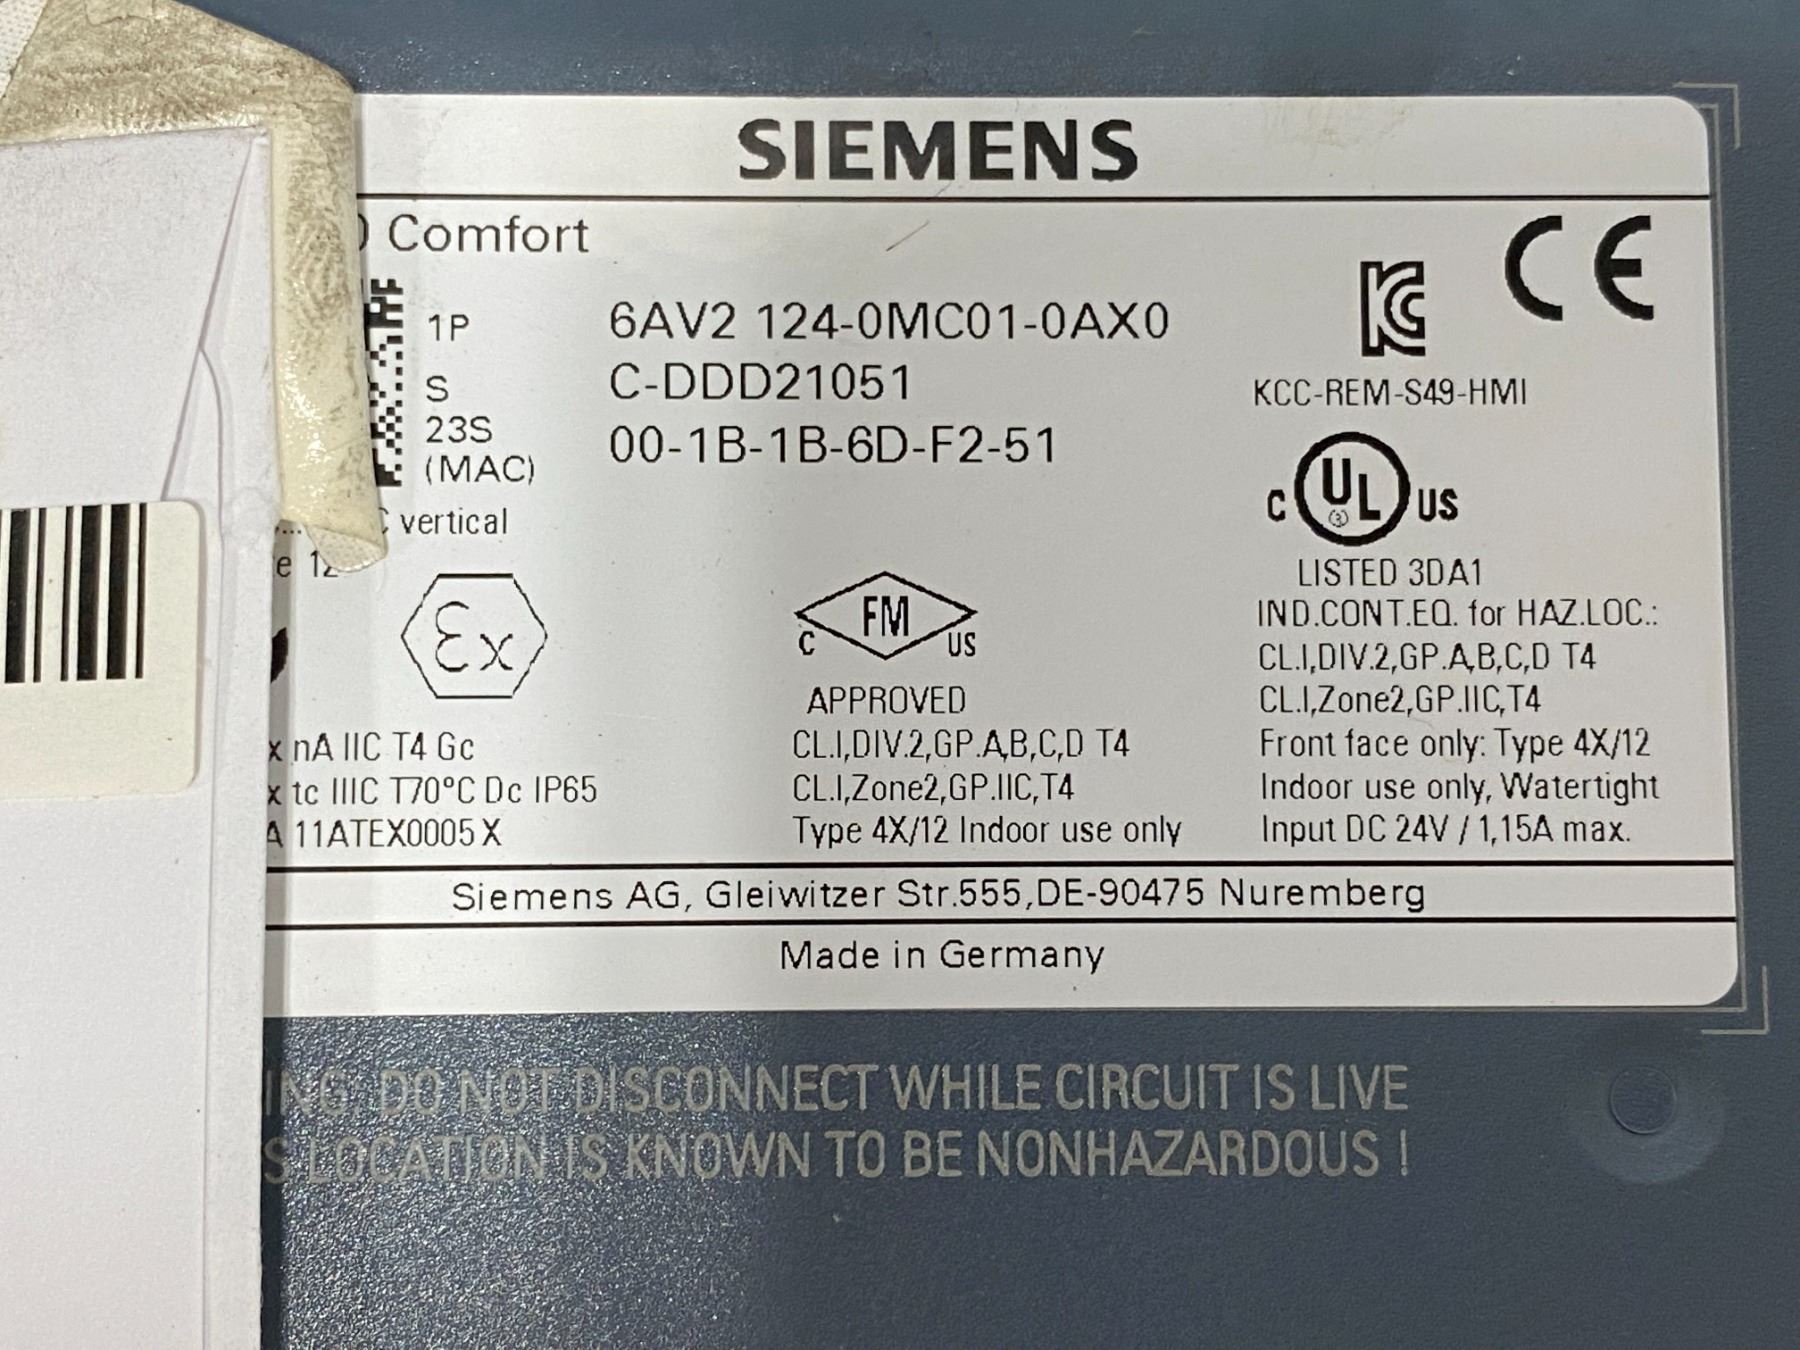 SIEMENS
Comfort
1P 6AV2 124-0MC01-0AX0
S C-DDD21051
23S 00-1B-1B-6D-F2-51
(MAC)
KCC-REM-S49-HMI
vertical
C UL US
LISTED 3DA1
IND.CONT.EQ. for HAZ.LOC.:
CL.I,DIV.2,GP.A,B,C,D T4
CL.I,Zone2,GP.IIC,T4
Front face only: Type 4X/12
Indoor use only, Watertight
Input DC 24V / 1,15A max.
Ex
C FM US
APPROVED
CL.I,DIV.2,GP.A,B,C,D T4
CL.I,Zone2,GP.IIC,T4
Type 4X/12 Indoor use only
x nA IIC T4 Gc
x tc IIIC T70°C Dc IP65
A 11ATEX0005 X
Siemens AG, Gleiwitzer Str.555,DE-90475 Nuremberg
Made in Germany
ING: DO NOT DISCONNECT WHILE CIRCUIT IS LIVE
S LOCATION IS KNOWN TO BE NONHAZARDOUS !